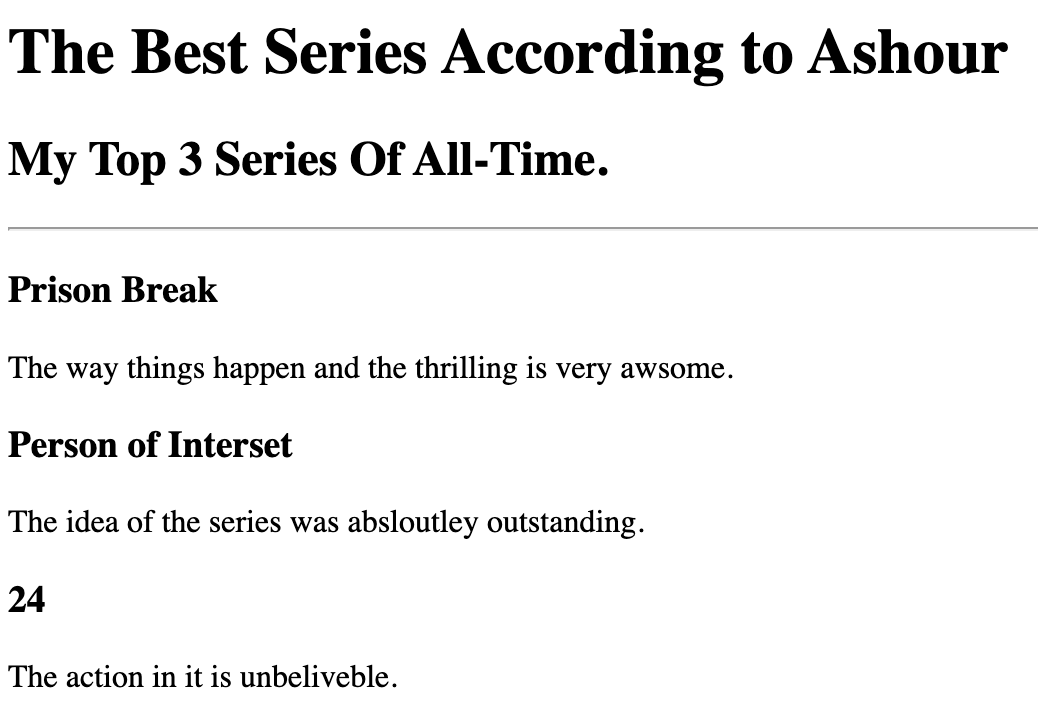 The Best Series According to Ashour
My Top 3 Series Of All-Time.
Prison Break
The way things happen and the thrilling is very awsome.
Person of Interset
The idea of the series was absloutley outstanding.
24
The action in it is unbeliveble.